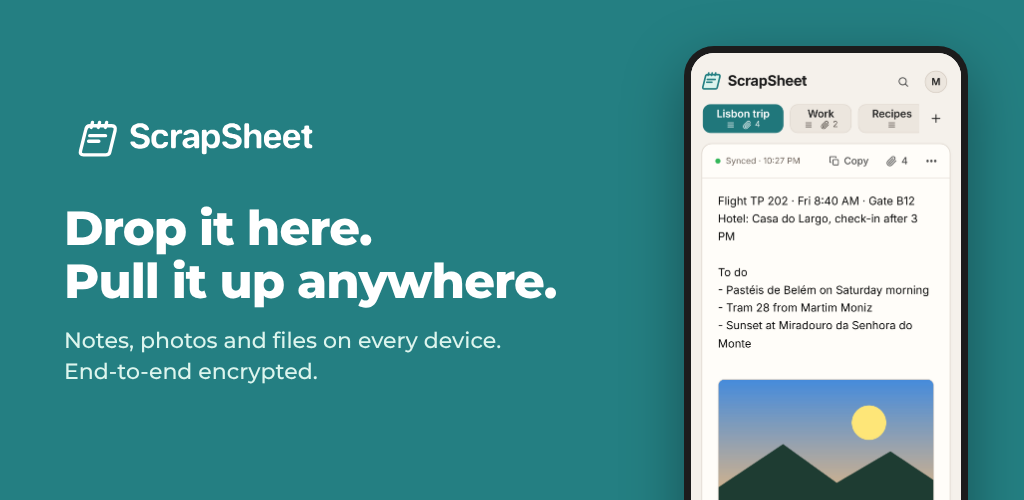 ScrapSheet
Drop it here.
Pull it up anywhere.
Notes, photos and files on every device.
End-to-end encrypted.
ScrapSheet
M
Lisbon trip
4
Work
2
Recipes
+
Synced · 10:27 PM
Copy
4
Flight TP 202 · Fri 8:40 AM · Gate B12
Hotel: Casa do Largo, check-in after 3
PM
To do
- Pastéis de Belém on Saturday morning
- Tram 28 from Martim Moniz
- Sunset at Miradouro da Senhora do
Monte